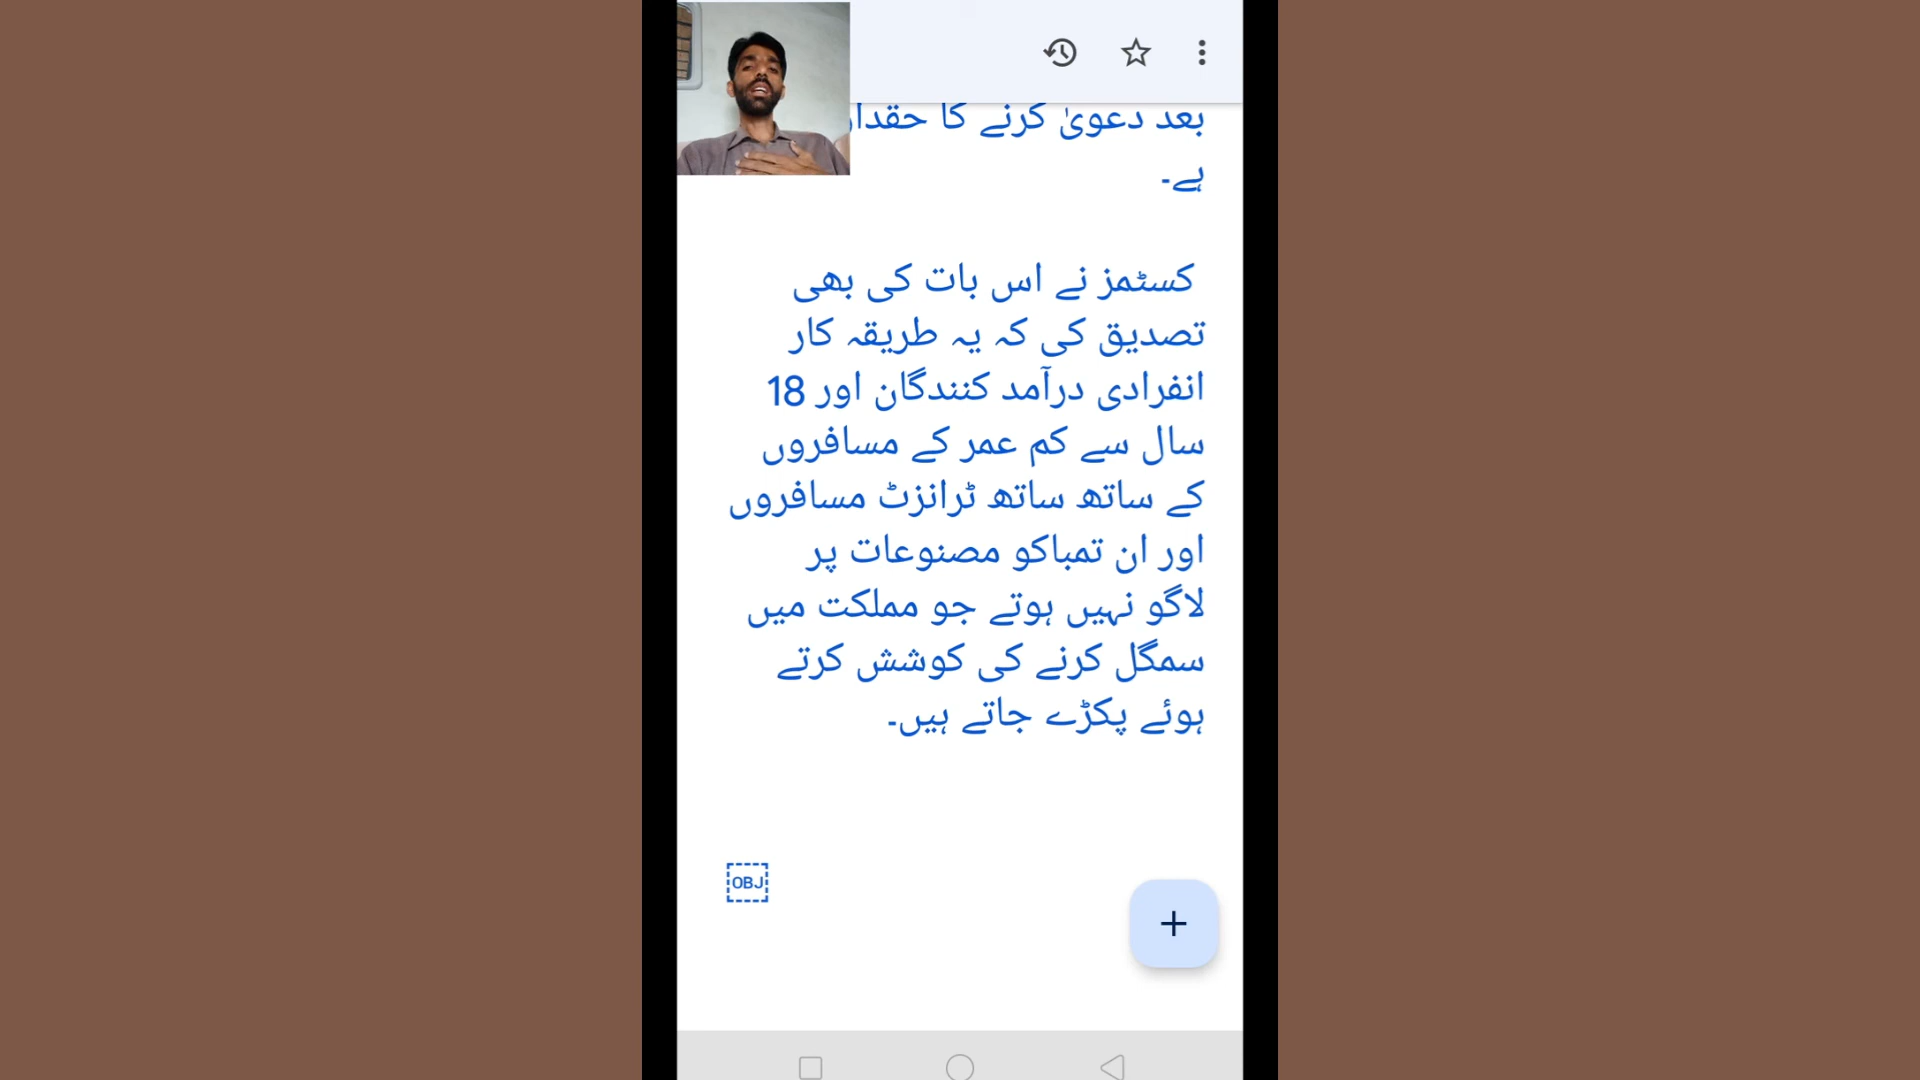 بعد دعویٰ کرنے کا حقدار
ہے۔
کسٹمز نے اس بات کی بھی
تصدیق کی کہ یہ طریقہ کار
انفرادی درآمد کنندگان اور 18
سال سے کم عمر کے مسافروں
کے ساتھ ساتھ ٹرانزٹ مسافروں
اور ان تمباکو مصنوعات پر
لاگو نہیں ہوتے جو مملکت میں
سمگل کرنے کی کوشش کرتے
ہوئے پکڑے جاتے ہیں۔
OBJ